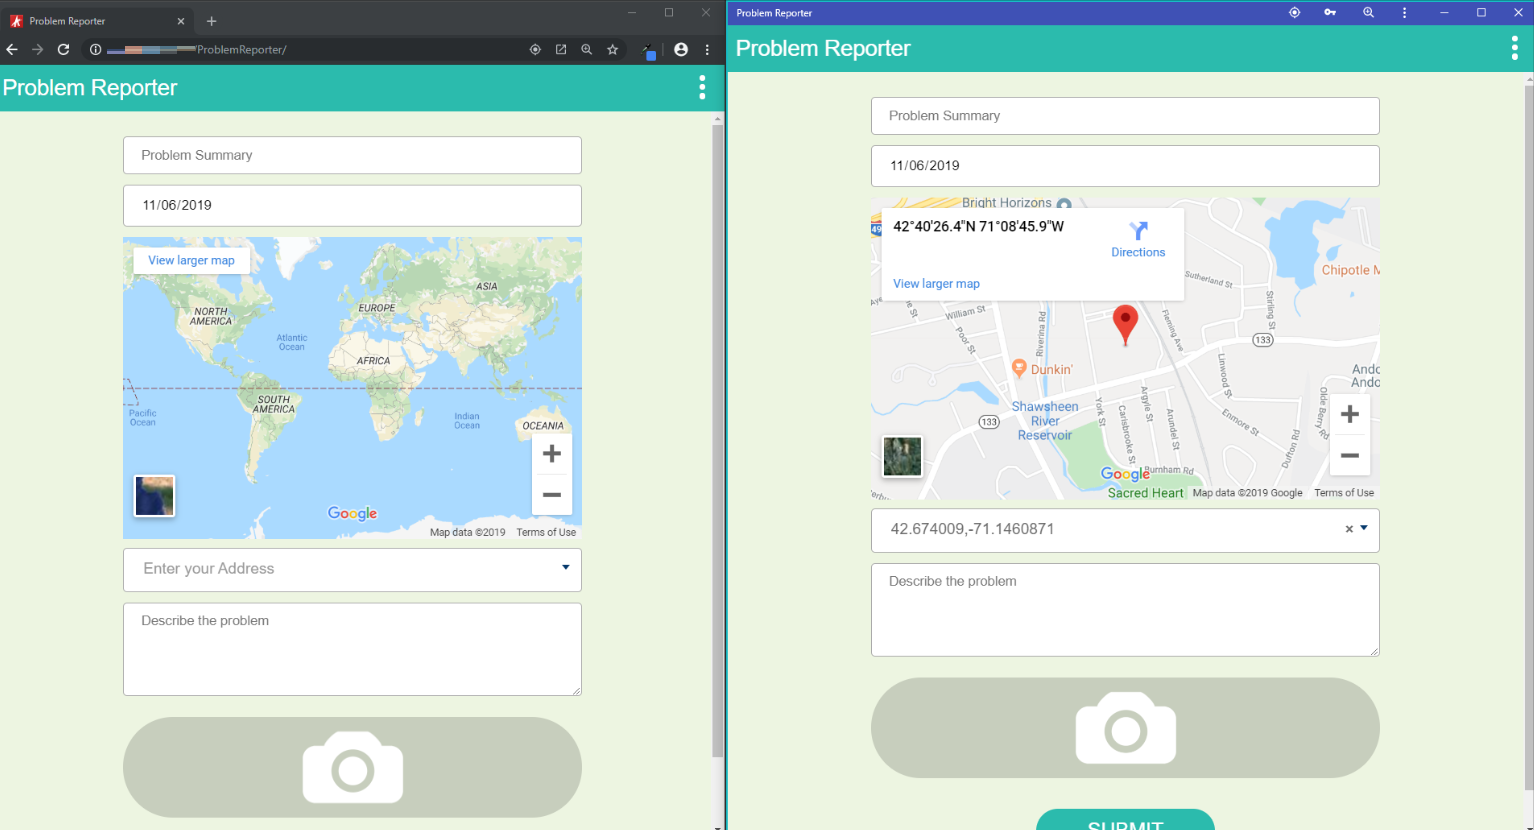 Problem Reporter
/ProblemReporter/
Problem Reporter
Problem Summary
11/06/2019
View larger map
NORTH
AMERICA
EUROPE
ASIA
Atlantic
Ocean
AFRICA
SOUTH
AMERICA
Pacific
Ocean
Indian
Ocean
OCEANIA
Google
Map data ©2019 Terms of Use
Enter your Address
Describe the problem
Problem Reporter
Problem Reporter
Problem Summary
11/06/2019
Bright Horizons
42°40'26.4"N 71°08'45.9"W
Directions
View larger map
Sutherland St
Chipotle M
William St
Poor St
Riverina Rd
Fleming Ave
Stirling St
133
Dunkin'
Linwood St
Ando
Ando
Shawsheen
River
Reservoir
133
York St
Carisbrooke St
Argyle St
Arundel St
Enmore St
Dufton Rd
Olde Berry Rd
Burnham Rd
Google
Sacred Heart
Map data ©2019 Google Terms of Use
42.674009,-71.1460871
Describe the problem
SUBMIT